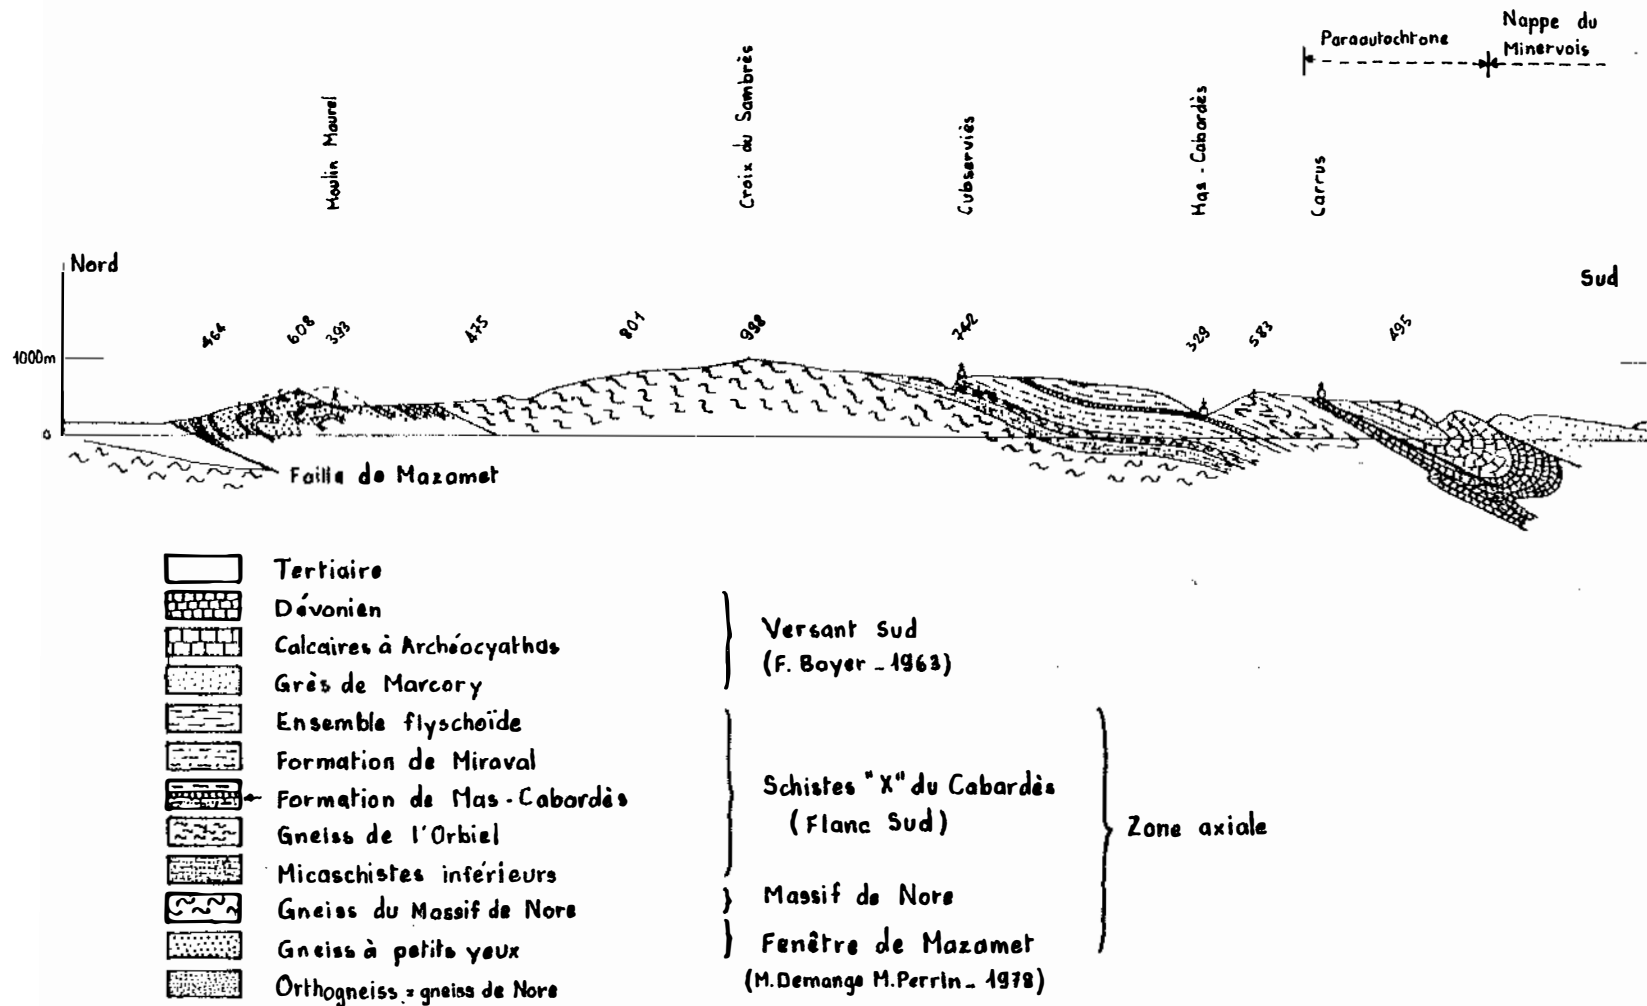 Paraautochtone
Nappe du
Minervois
Moulin Maurel
Croix du Sambrès
Cubserviès
Mas-Cabardès
Carrus
Nord
Sud
464
608
393
475
801
998
742
329
583
495
1000m
0
Faille de Mazamet
Tertiaire
Dévonien
Calcaires à Archéocyathas
Grès de Marcory
Ensemble flyschoïde
Formation de Miraval
Formation de Mas-Cabardès
Gneiss de l'Orbiel
Micaschistes inférieurs
Gneiss du Massif de Nore
Gneiss à petits yeux
Orthogneiss = gneiss de Nore
Versant Sud
(F. Boyer - 1963)
Schistes "X" du Cabardès
(Flanc Sud)
Massif de Nore
Fenêtre de Mazamet
(M. Demange M. Perrin - 1978)
Zone axiale